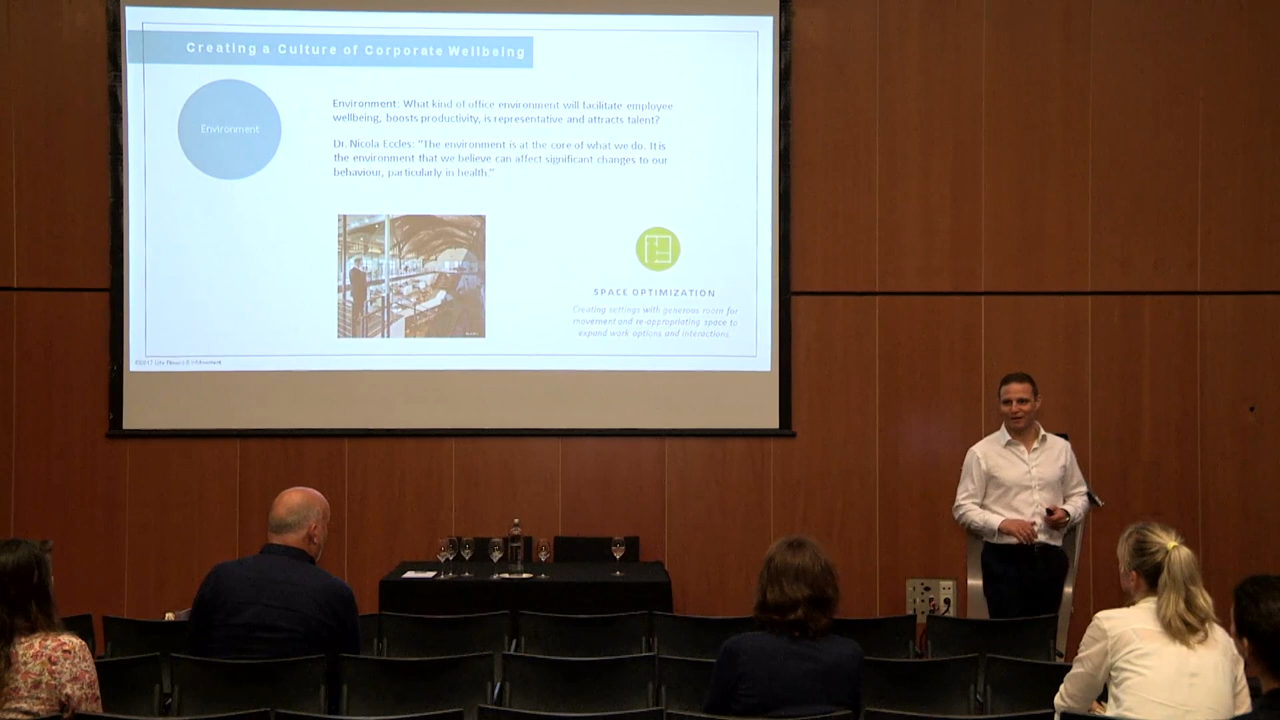 Creating a Culture of Corporate Wellbeing
Environment
Environment: What kind of office environment will facilitate employee
wellbeing, boosts productivity, is representative and attracts talent?
Dr. Nicola Eccles: “The environment is at the core of what we do. It is
the environment that we believe can affect significant changes to our
behaviour, particularly in health.”
SPACE OPTIMIZATION
Creating settings with generous room for
movement and re-appropriating space to
expand work options and interactions.